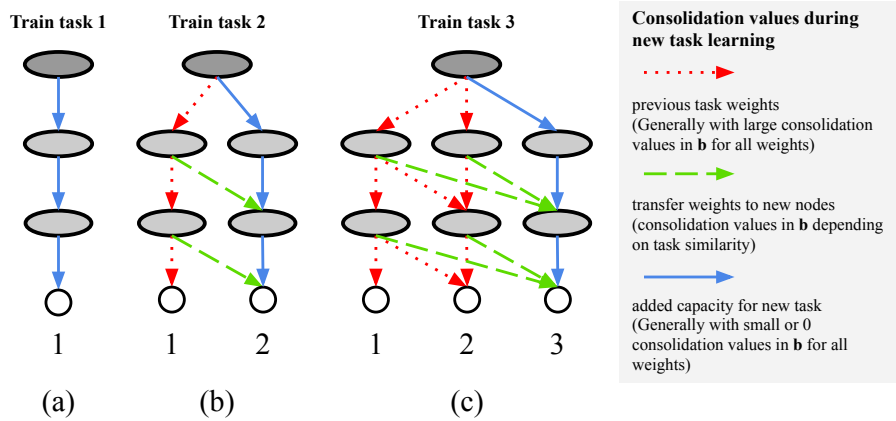 Train task 1
Train task 2
Train task 3
1
1
2
1
2
3
(a)
(b)
(c)
Consolidation values during
new task learning
previous task weights
(Generally with large consolidation
values in b for all weights)
transfer weights to new nodes
(consolidation values in b depending
on task similarity)
added capacity for new task
(Generally with small or 0
consolidation values in b for all
weights)